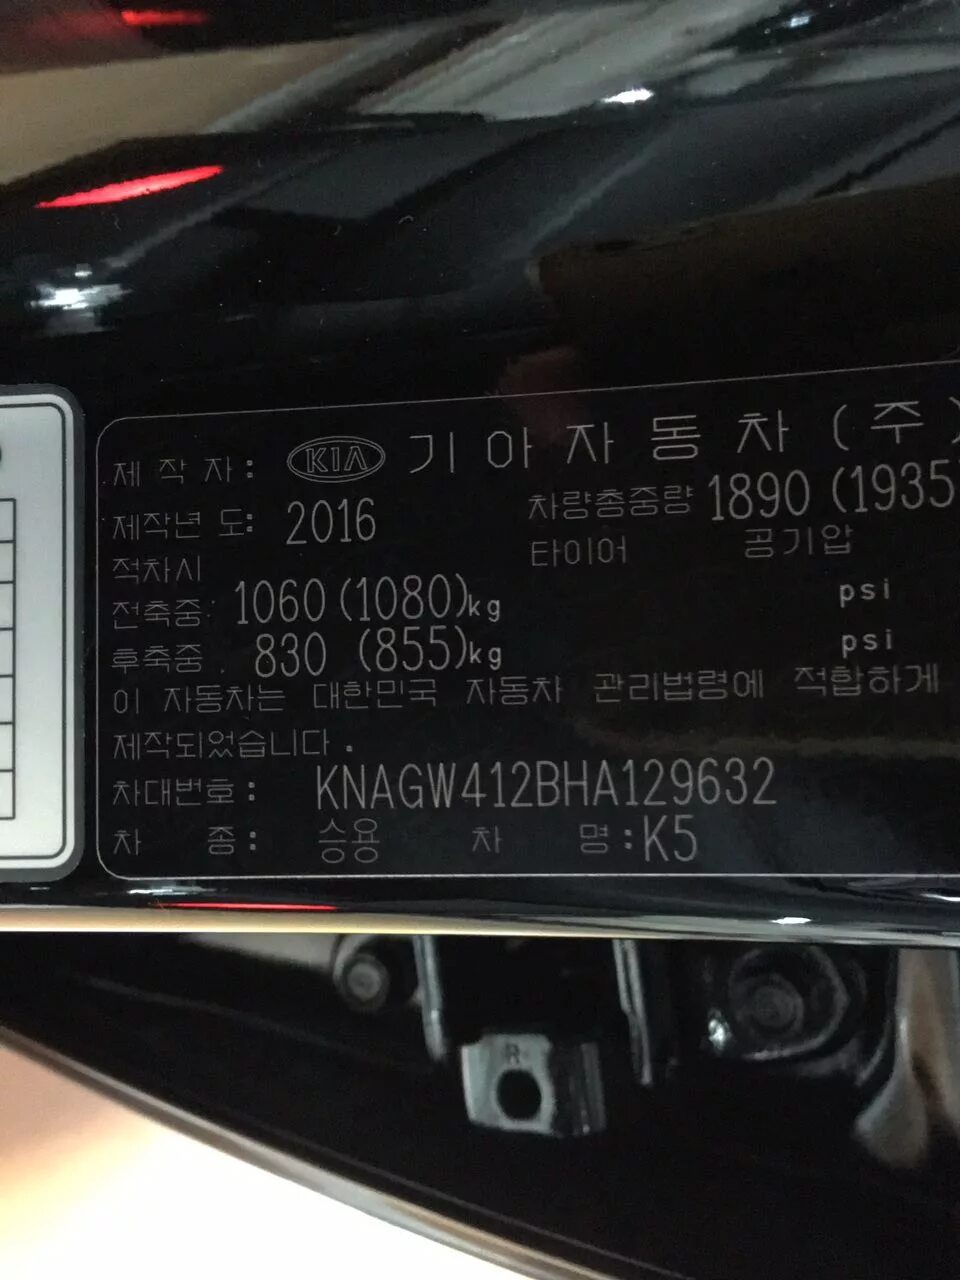 제 작 자: KIA 기 아 자 동 차 (주)
제작년 도: 2016 차량총중량 1890 (1935
적차시 타이어 공기압
전축중: 1060 (1080)kg psi
후축중 . 830 (855)kg psi
이 자동차는 대한민국 자동차 관리법령에 적합하게
제작되었습니다.
차대번호: KNAGW412BHA129632
차 종: 승용 차 명:K5
R